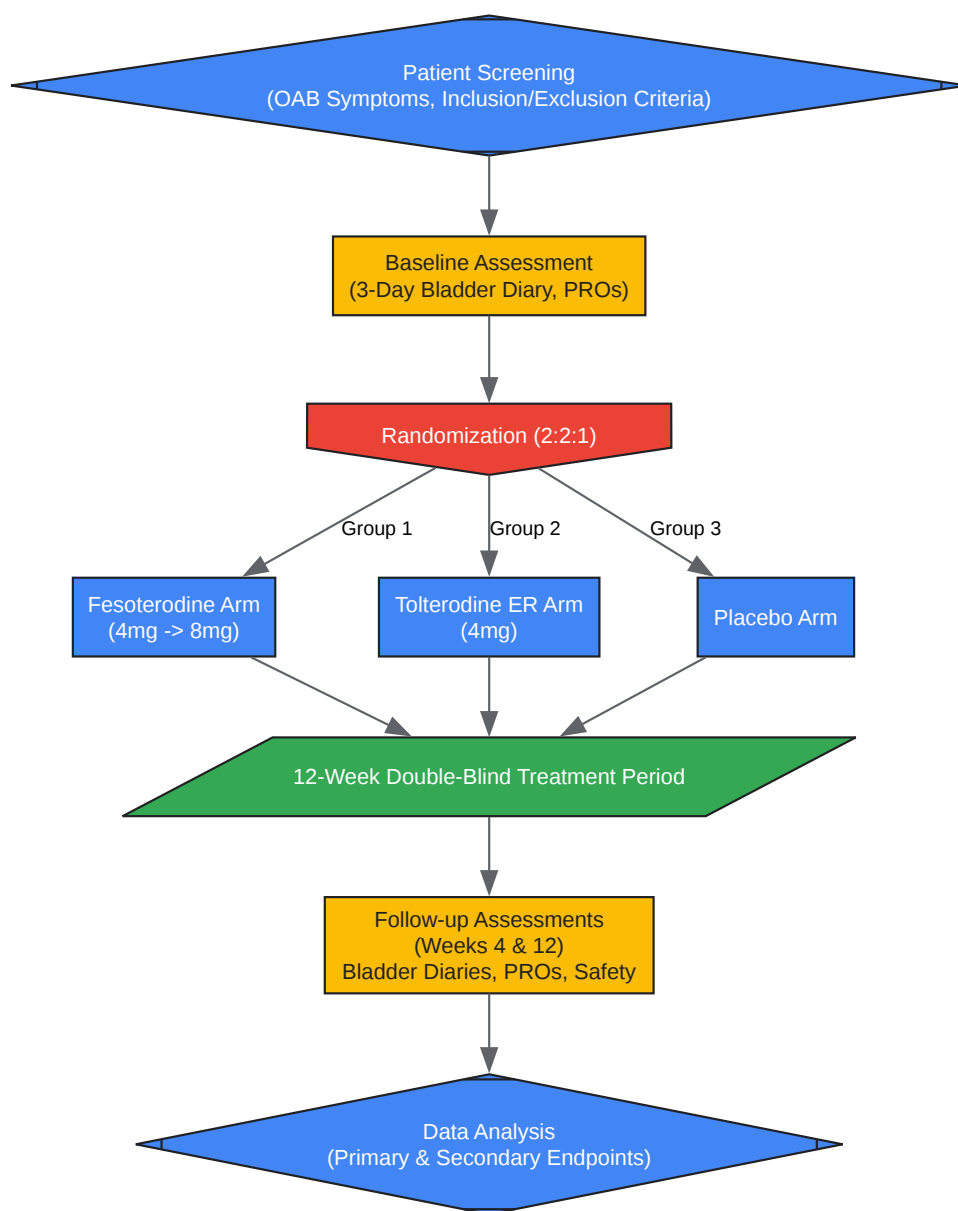 Patient Screening
(OAB Symptoms, Inclusion/Exclusion Criteria)
Baseline Assessment
(3-Day Bladder Diary, PROs)
Randomization (2:2:1)
Group 1
Group 2
Group 3
Fesoterodine Arm
(4mg -> 8mg)
Tolterodine ER Arm
(4mg)
Placebo Arm
12-Week Double-Blind Treatment Period
Follow-up Assessments
(Weeks 4 & 12)
Bladder Diaries, PROs, Safety
Data Analysis
(Primary & Secondary Endpoints)